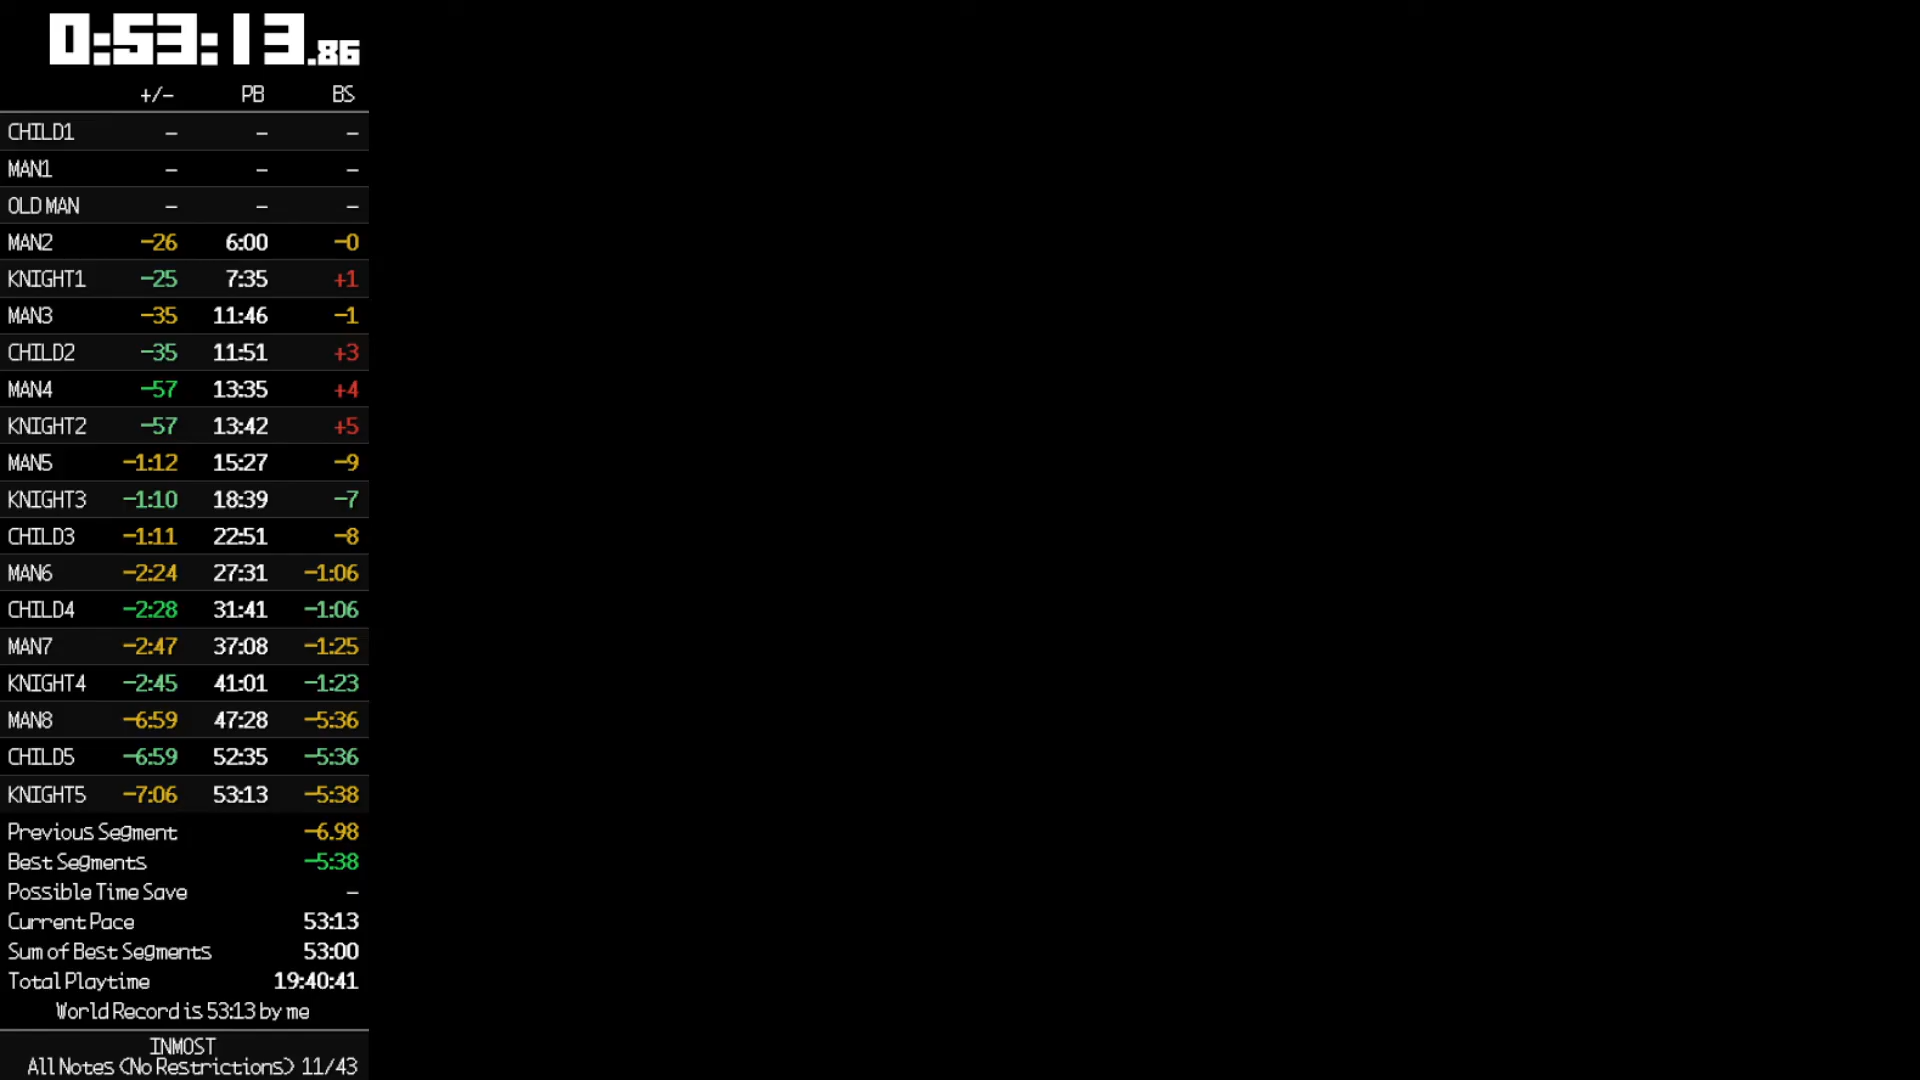 0:53:13.86
+/- PB BS
CHILD1 - - -
MAN1 - - -
OLD MAN - - -
MAN2 -26 6:00 -0
KNIGHT1 -25 7:35 +1
MAN3 -35 11:46 -1
CHILD2 -35 11:51 +3
MAN4 -57 13:35 +4
KNIGHT2 -57 13:42 +5
MAN5 -1:12 15:27 -9
KNIGHT3 -1:10 18:39 -7
CHILD3 -1:11 22:51 -8
MAN6 -2:24 27:31 -1:06
CHILD4 -2:28 31:41 -1:06
MAN7 -2:47 37:08 -1:25
KNIGHT4 -2:45 41:01 -1:23
MAN8 -6:59 47:28 -5:36
CHILD5 -6:59 52:35 -5:36
KNIGHT5 -7:06 53:13 -5:38
Previous Segment -6.98
Best Segments -5:38
Possible Time Save -
Current Pace 53:13
Sum of Best Segments 53:00
Total Playtime 19:40:41
World Record is 53:13 by me
INMOST
All Notes (No Restrictions) 11/43